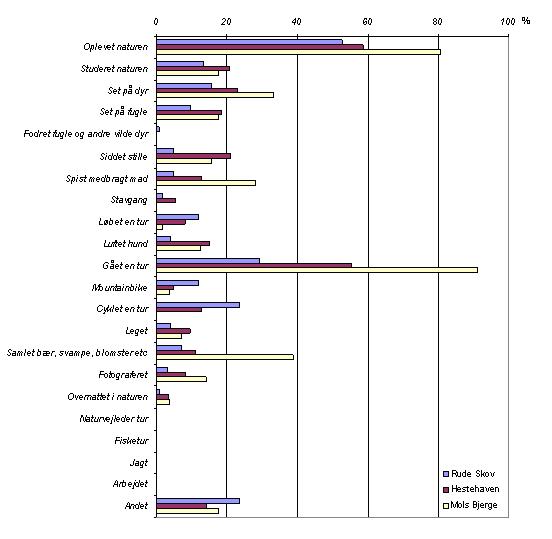 0 20 40 60 80 100 %
Oplevet naturen
Studeret naturen
Set på dyr
Set på fugle
Fodret fugle og andre vilde dyr
Siddet stille
Spist medbragt mad
Stavgang
Løbet en tur
Luftet hund
Gået en tur
Mountainbike
Cyklet en tur
Leget
Samlet bær, svampe, blomster etc
Fotograferet
Overnattet i naturen
Naturvejleder tur
Fisketur
Jagt
Arbejdet
Andet
Rude Skov
Hestehaven
Mols Bjerge